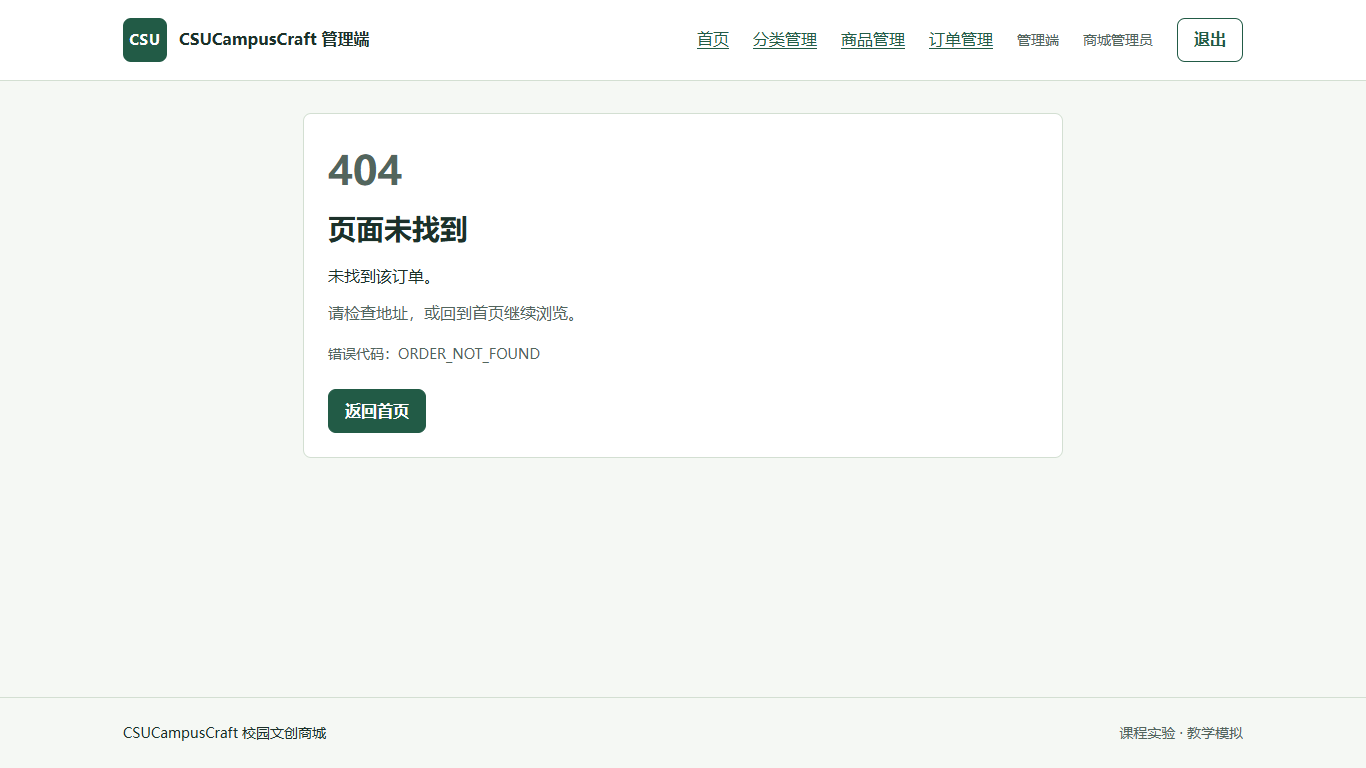 CSU CSUCampusCraft 管理端 首页 分类管理 商品管理 订单管理 管理端 商城管理员 退出
404
页面未找到
未找到该订单。
请检查地址，或回到首页继续浏览。
错误代码：ORDER_NOT_FOUND
返回首页
CSUCampusCraft 校园文创商城 课程实验 · 教学模拟